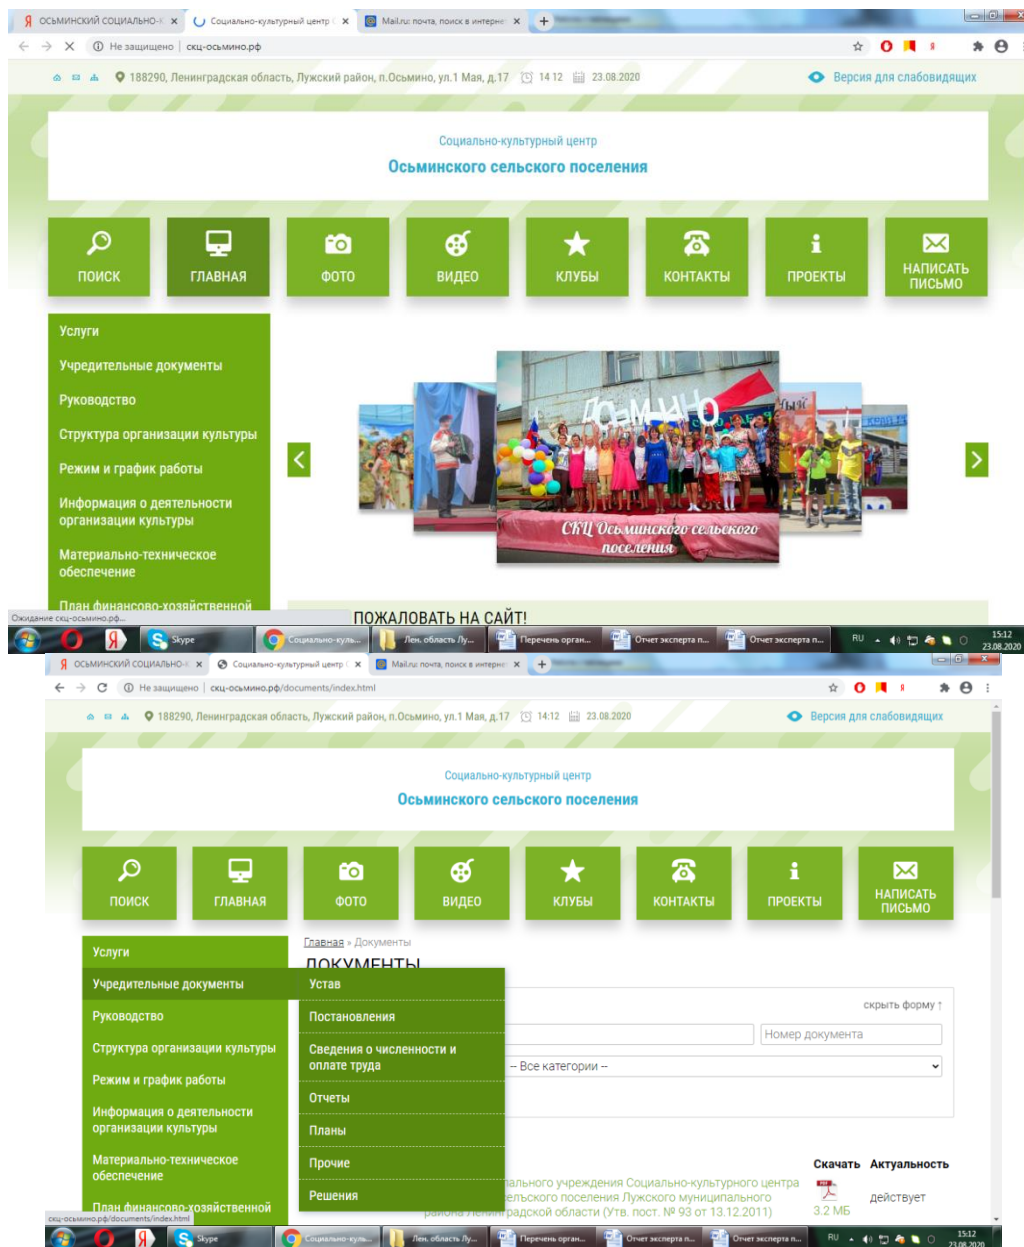 ОСЬМИНСКИЙ СОЦИАЛЬНО-К
Социально-культурный центр
Mail.ru: почта, поиск в интернет
Не защищено | скц-осьмино.рф
188290, Ленинградская область, Лужский район, п.Осьмино, ул.1 Мая, д.17 14 12 23.08.2020 Версия для слабовидящих
Социально-культурный центр
Осьминского сельского поселения
ПОИСК ГЛАВНАЯ ФОТО ВИДЕО КЛУБЫ КОНТАКТЫ ПРОЕКТЫ НАПИСАТЬ
ПИСЬМО
Услуги
Учредительные документы
Руководство
Структура организации культуры
Режим и график работы
Информация о деятельности
организации культуры
Материально-техническое
обеспечение
План финансово-хозяйственной
ОСЬМИНО
СКЦ Осьминского сельского
поселения
Ожидание скц-осьмино.рф...
ПОЖАЛОВАТЬ НА САЙТ!
Skype Социально-куль... Лен. область Лу... Перечень орган... Отчет эксперта п... Отчет эксперта п... RU 15:12
23.08.2020
ОСЬМИНСКИЙ СОЦИАЛЬНО-К
Социально-культурный центр
Mail.ru: почта, поиск в интернет
Не защищено | скц-осьмино.рф/documents/index.html
188290, Ленинградская область, Лужский район, п.Осьмино, ул.1 Мая, д.17 14:12 23.08.2020 Версия для слабовидящих
Социально-культурный центр
Осьминского сельского поселения
ПОИСК ГЛАВНАЯ ФОТО ВИДЕО КЛУБЫ КОНТАКТЫ ПРОЕКТЫ НАПИСАТЬ
ПИСЬМО
Услуги
Учредительные документы
Руководство
Структура организации культуры
Режим и график работы
Информация о деятельности
организации культуры
Материально-техническое
обеспечение
План финансово-хозяйственной
Главная » Документы
ДОКУМЕНТЫ
Устав
Постановления
Сведения о численности и
оплате труда
Отчеты
Планы
Прочие
Решения
скрыть форму ↑
Номер документа
-- Все категории --
Скачать Актуальность
учреждения Социально-культурного центра
поселения Лужского муниципального
района Ленинградской области (Утв. пост. № 93 от 13.12.2011)
3.2 МБ
действует
скц-осьмино.рф/documents/index.html
Skype Социально-куль... Лен. область Лу... Перечень орган... Отчет эксперта п... Отчет эксперта п... RU 15:12
23.08.2020